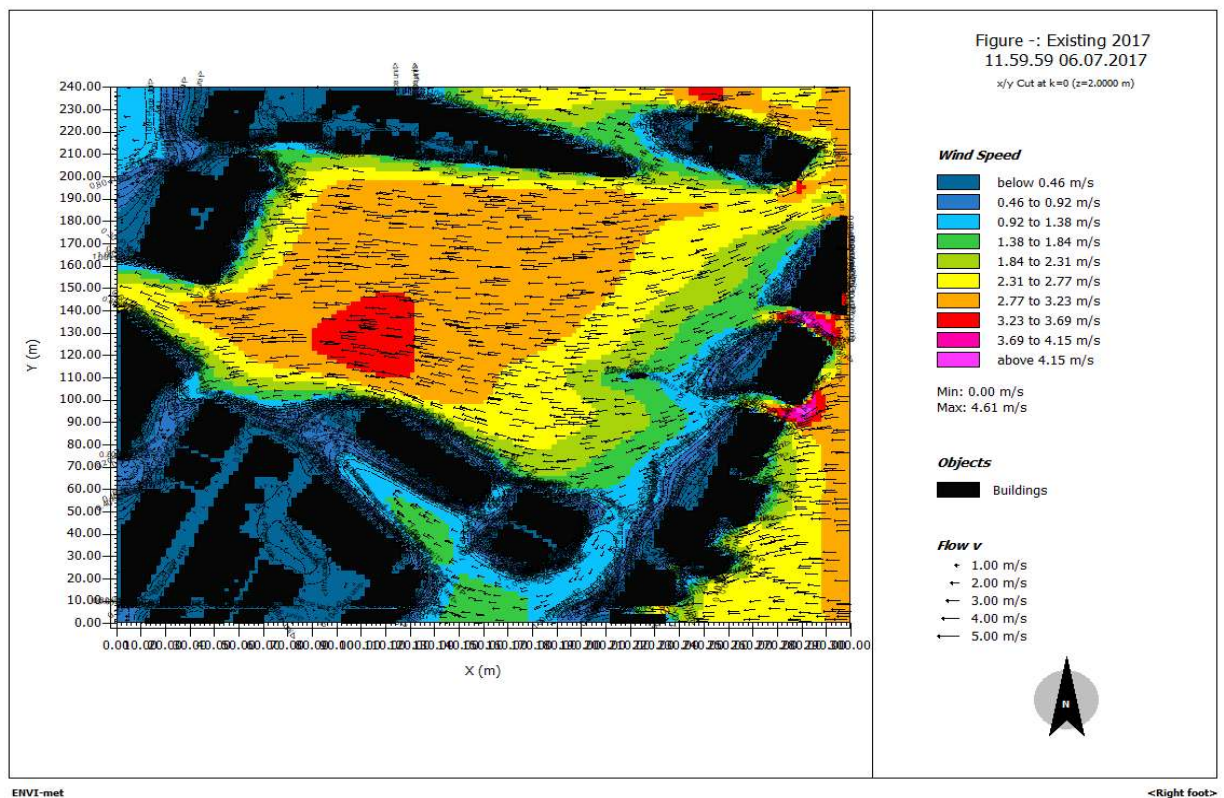 Figure -: Existing 2017
11.59.59 06.07.2017
x/y Cut at k=0 (z=2.0000 m)
Wind Speed
below 0.46 m/s
0.46 to 0.92 m/s
0.92 to 1.38 m/s
1.38 to 1.84 m/s
1.84 to 2.31 m/s
2.31 to 2.77 m/s
2.77 to 3.23 m/s
3.23 to 3.69 m/s
3.69 to 4.15 m/s
above 4.15 m/s
Min: 0.00 m/s
Max: 4.61 m/s
Objects
Buildings
Flow v
1.00 m/s
2.00 m/s
3.00 m/s
4.00 m/s
5.00 m/s
N
240.00
230.00
220.00
210.00
200.00
190.00
180.00
170.00
160.00
150.00
140.00
130.00
120.00
110.00
100.00
90.00
80.00
70.00
60.00
50.00
40.00
30.00
20.00
10.00
0.00
Y (m)
X (m)
ENVI-met
<Right foot>